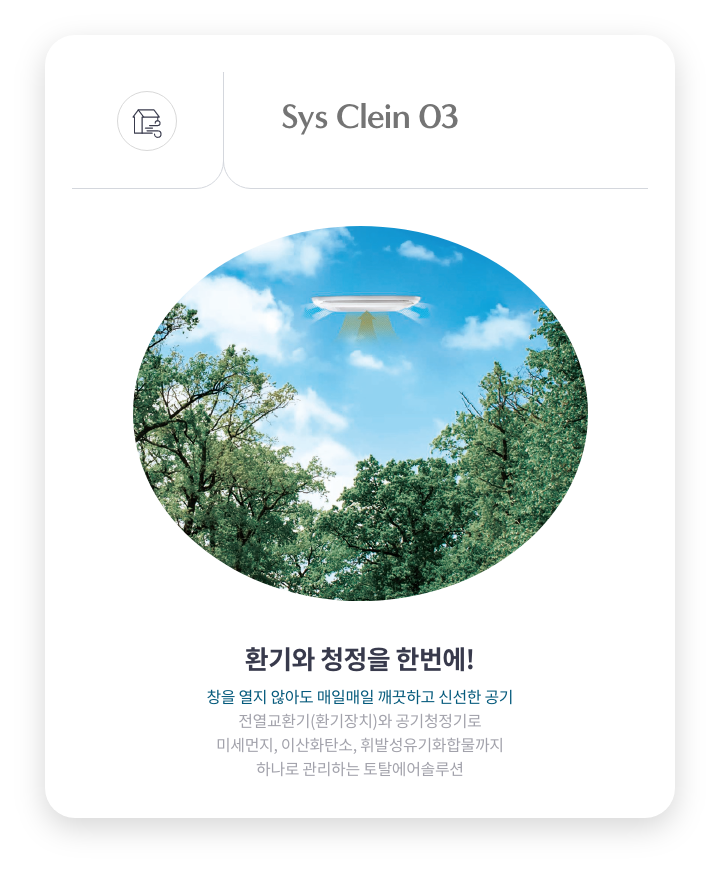 Sys Clein 03
환기와 청정을 한번에!
창을 열지 않아도 매일매일 깨끗하고 신선한 공기
전열교환기(환기장치)와 공기청정기로
미세먼지, 이산화탄소, 휘발성유기화합물까지
하나로 관리하는 토탈에어솔루션